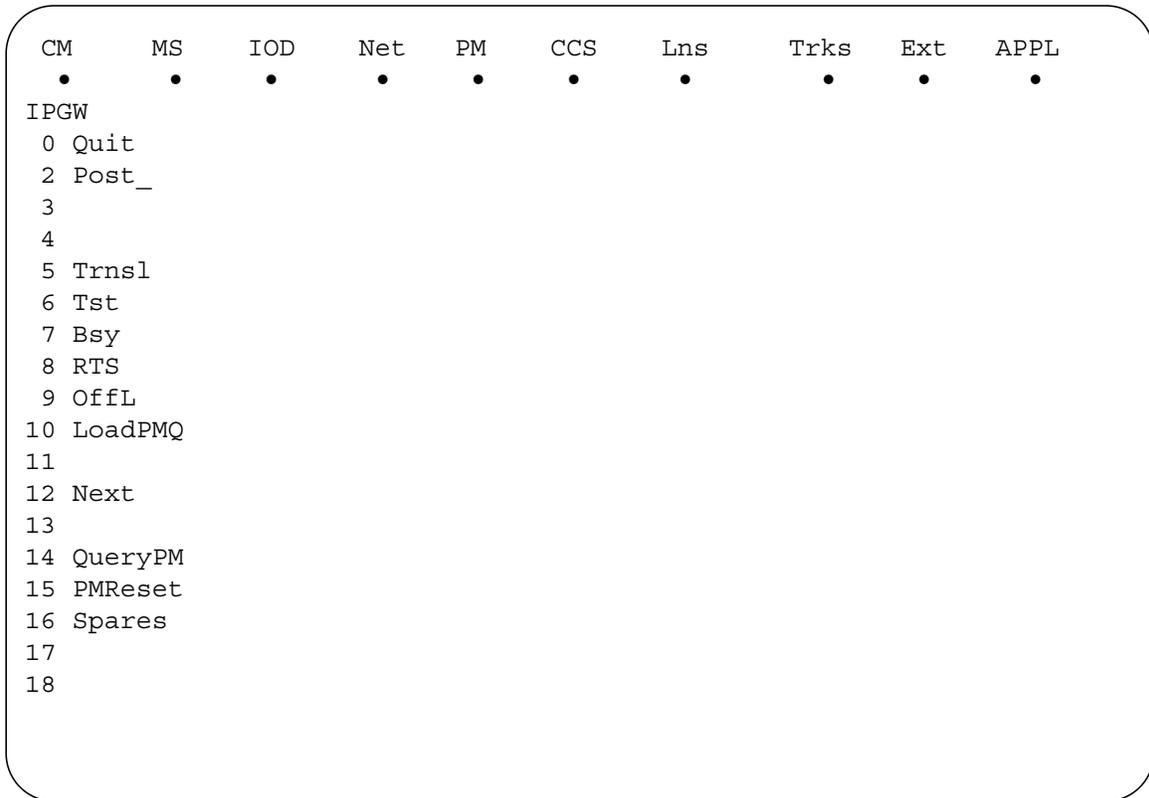 CM MS IOD Net PM CCS Lns Trks Ext APPL
• • • • • • • • • •
IPGW
0 Quit
2 Post_
3
4
5 Trnsl
6 Tst
7 Bsy
8 RTS
9 OffL
10 LoadPMQ
11
12 Next
13
14 QueryPM
15 PMReset
16 Spares
17
18